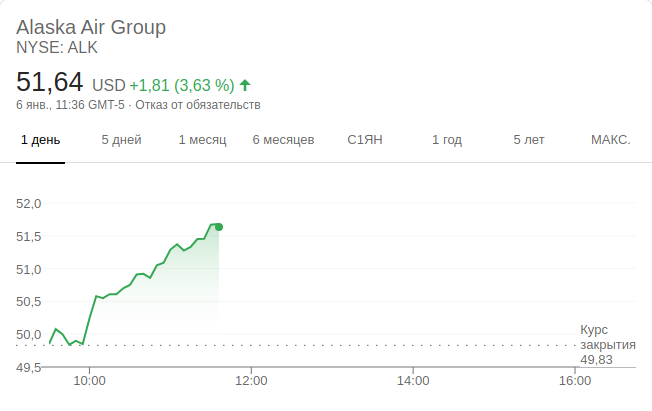 Alaska Air Group
NYSE: ALK
51,64 USD +1,81 (3,63 %)
6 янв., 11:36 GMT-5 · Отказ от обязательств
1 день 5 дней 1 месяц 6 месяцев С1ЯН 1 год 5 лет МАКС.
52,0
51,5
51,0
50,5
50,0
49,5
Курс
закрытия
49,83
10:00 12:00 14:00 16:00